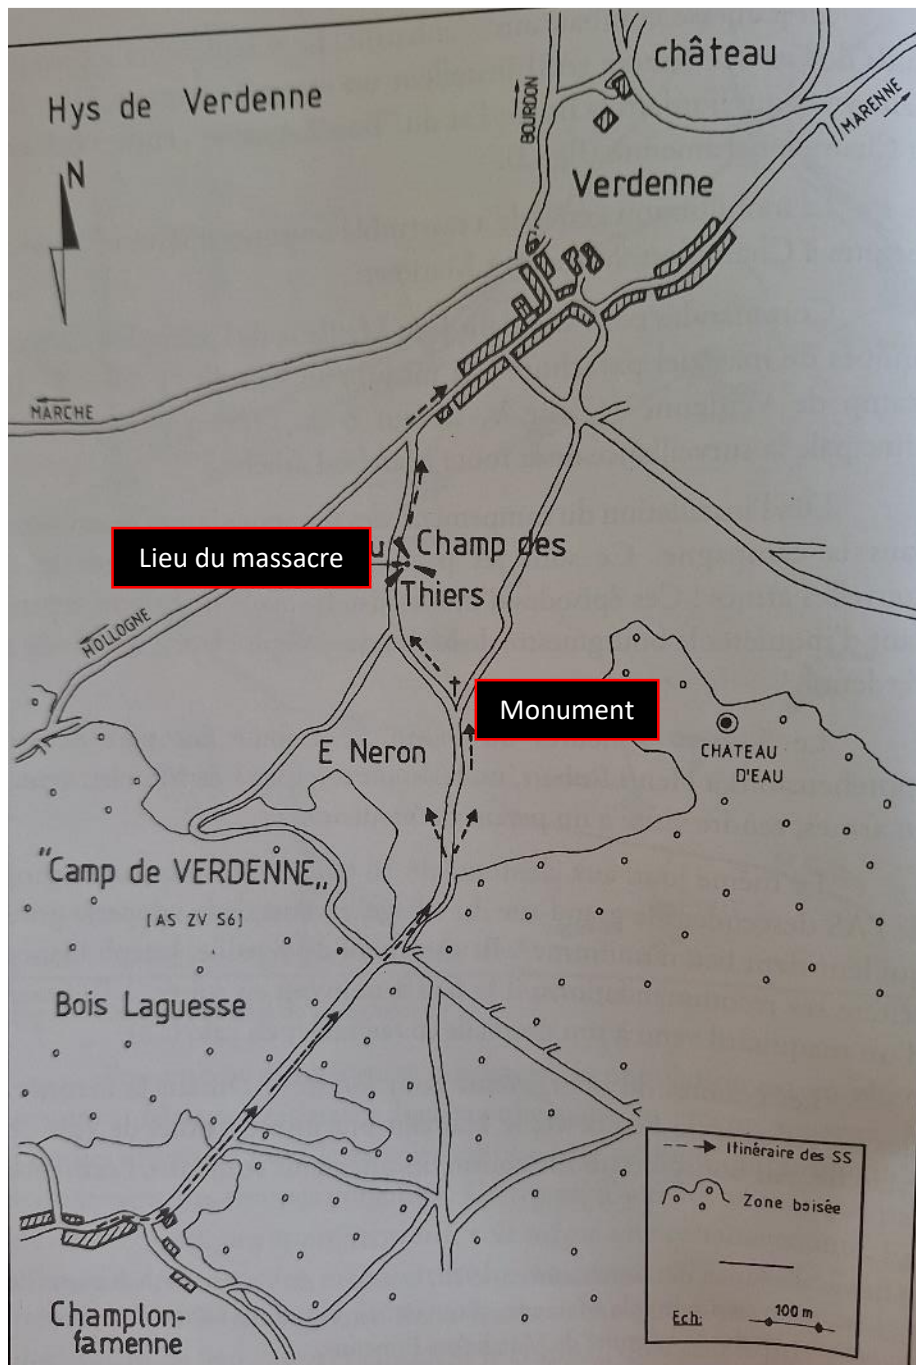 château
Hys de Verdenne
BOURDON
MARENNE
N
Verdenne
MARCHE
Lieu du massacre
Champ des
Thiers
HOLLOGNE
Monument
E Neron
CHATEAU
D'EAU
"Camp de VERDENNE"
[AS ZV S6]
Bois Laguesse
Itinéraire des SS
Zone boisée
Ech:
100 m
Champlon-
famenne